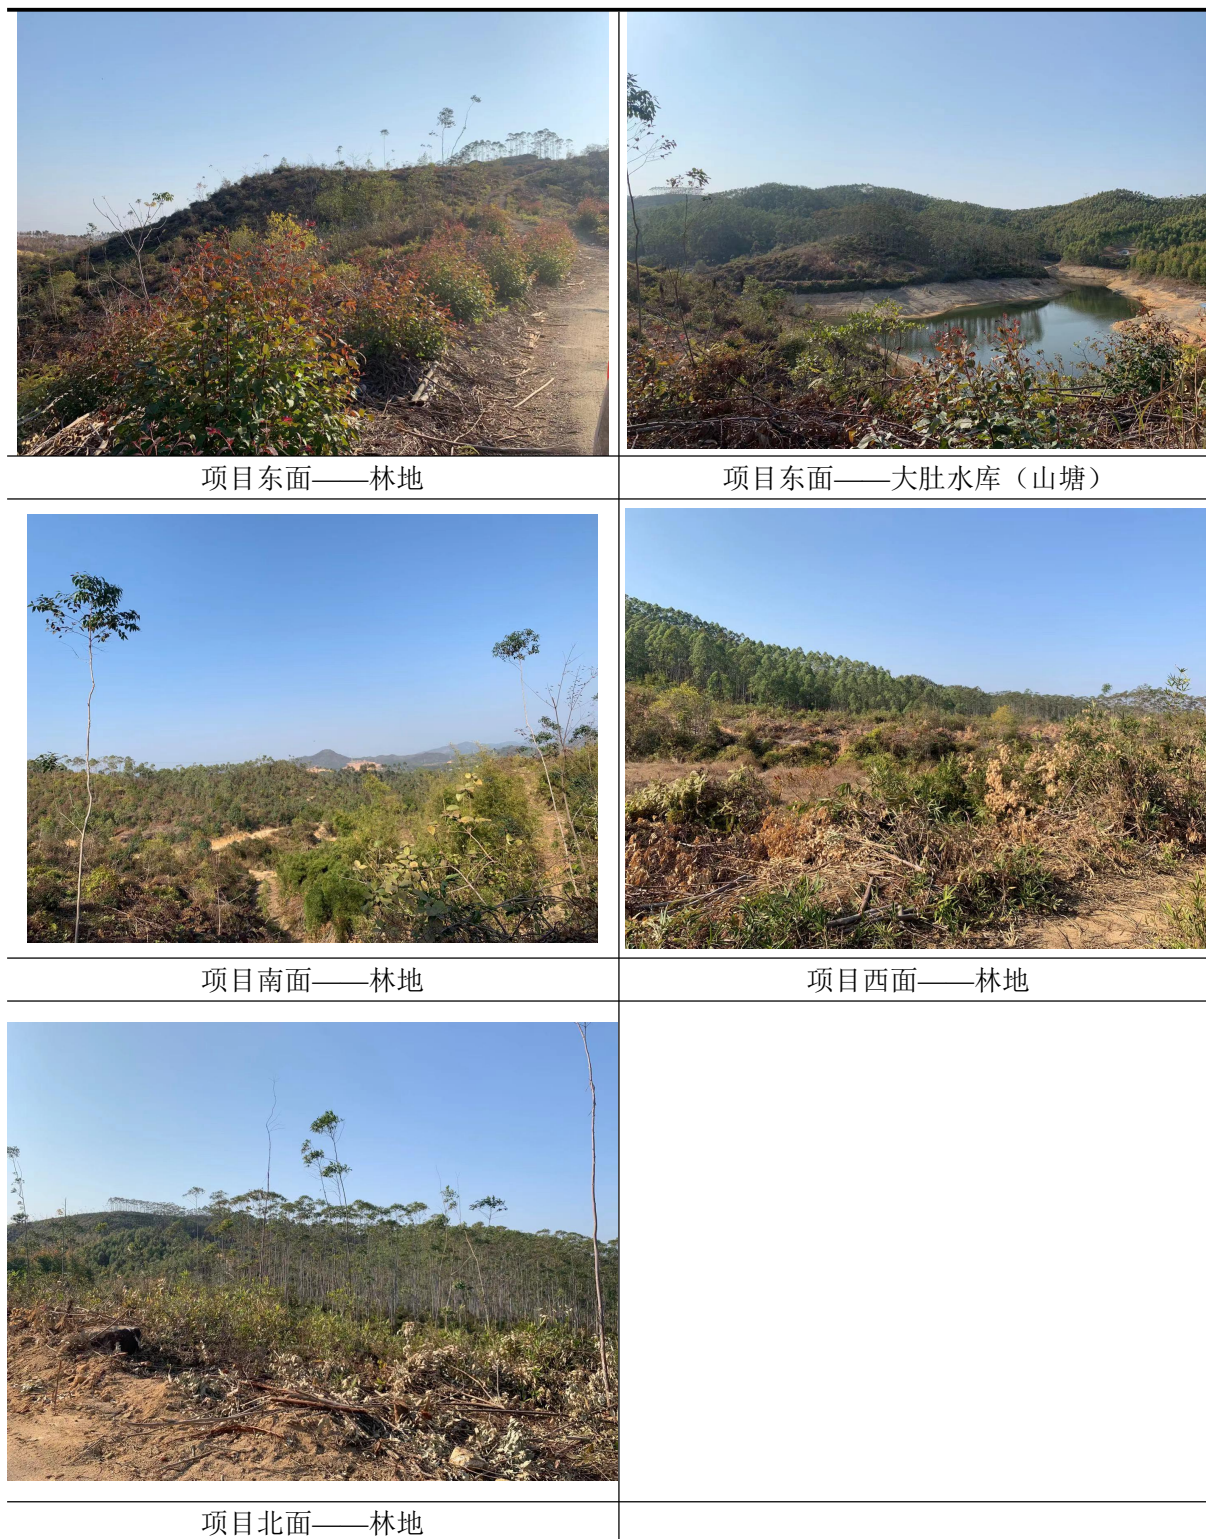 项目东面——林地
项目东面——大肚水库（山塘）
项目南面——林地
项目西面——林地
项目北面——林地